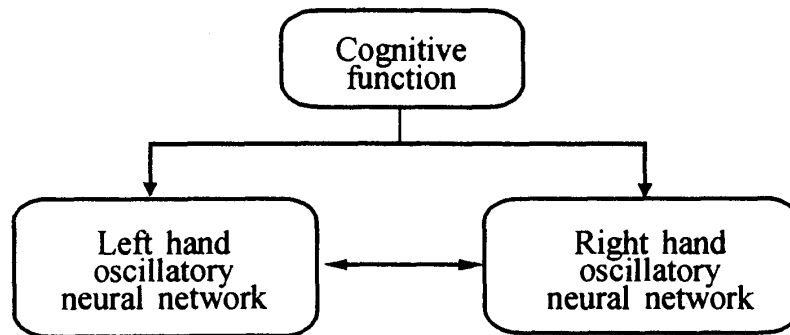 Cognitive
function
Left hand
oscillatory
neural network
Right hand
oscillatory
neural network